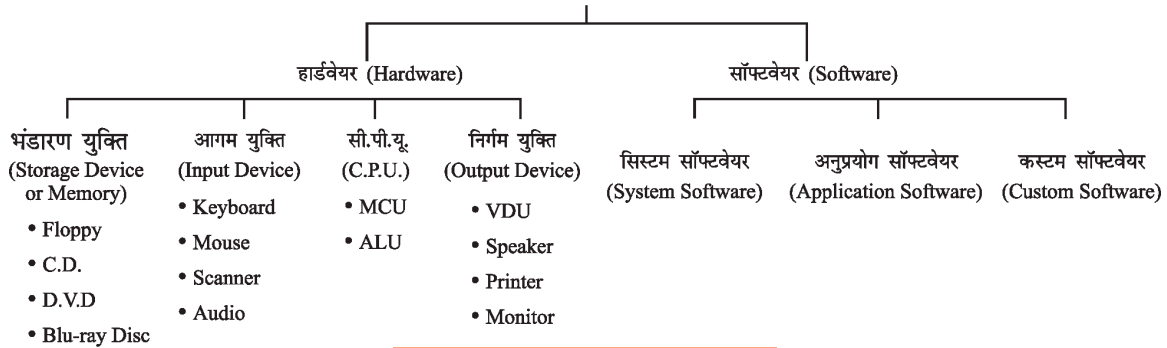 हार्डवेयर (Hardware)
सॉफ्टवेयर (Software)
भंडारण युक्ति
(Storage Device
or Memory)
• Floppy
• C.D.
• D.V.D
• Blu-ray Disc
आगम युक्ति
(Input Device)
• Keyboard
• Mouse
• Scanner
• Audio
सी.पी.यू.
(C.P.U.)
• MCU
• ALU
निर्गम युक्ति
(Output Device)
• VDU
• Speaker
• Printer
• Monitor
सिस्टम सॉफ्टवेयर
(System Software)
अनुप्रयोग सॉफ्टवेयर
(Application Software)
कस्टम सॉफ्टवेयर
(Custom Software)